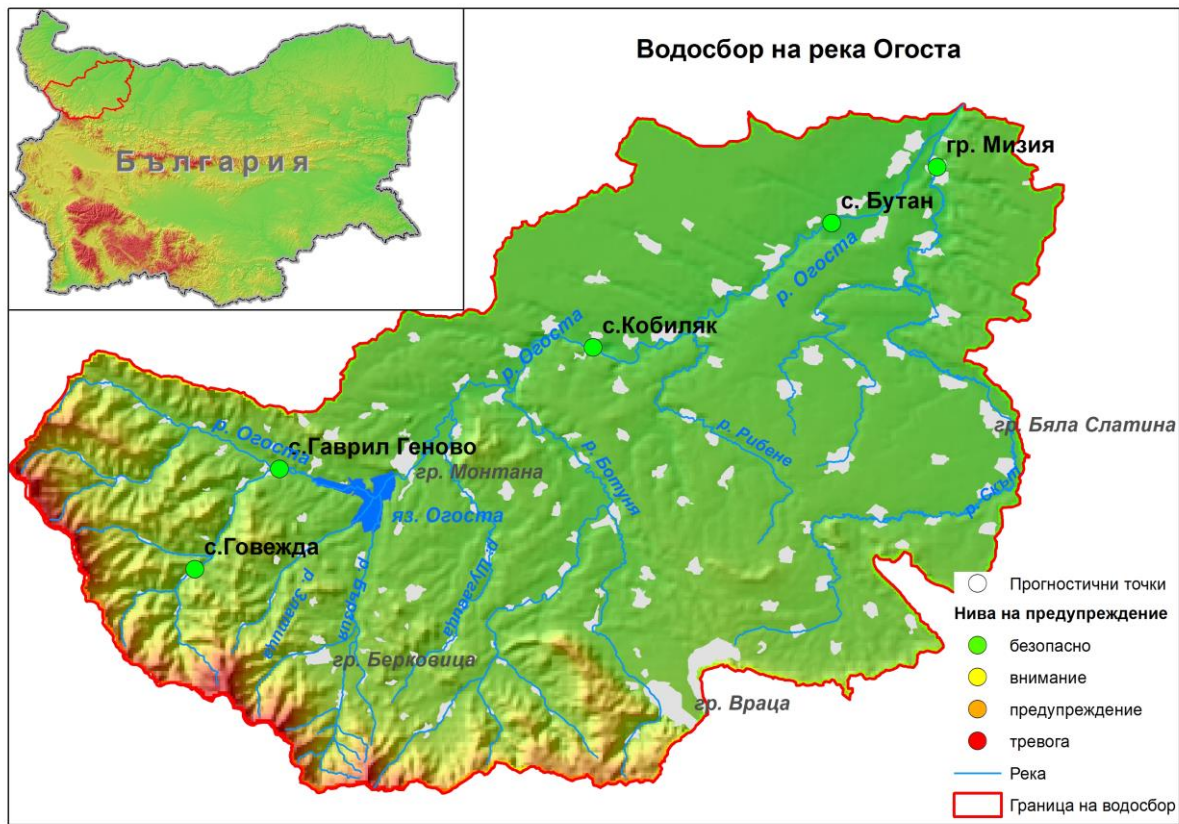 Водосбор на река Огоста
България
гр. Мизия
с. Бутан
р. Огоста
с.Кобиляк
р. Огоста
гр. Бяла Слатина
р. Огоста
с.Гаврил Геново
р. Рибене
гр. Монтана
р. Ботуня
р. Скът
яз. Огоста
с.Говежда
р. Златица
р. Бързия
р. Шугавица
гр. Берковица
гр. Враца
Прогностични точки
Нива на предупреждение
безопасно
внимание
предупреждение
тревога
Река
Граница на водосбор